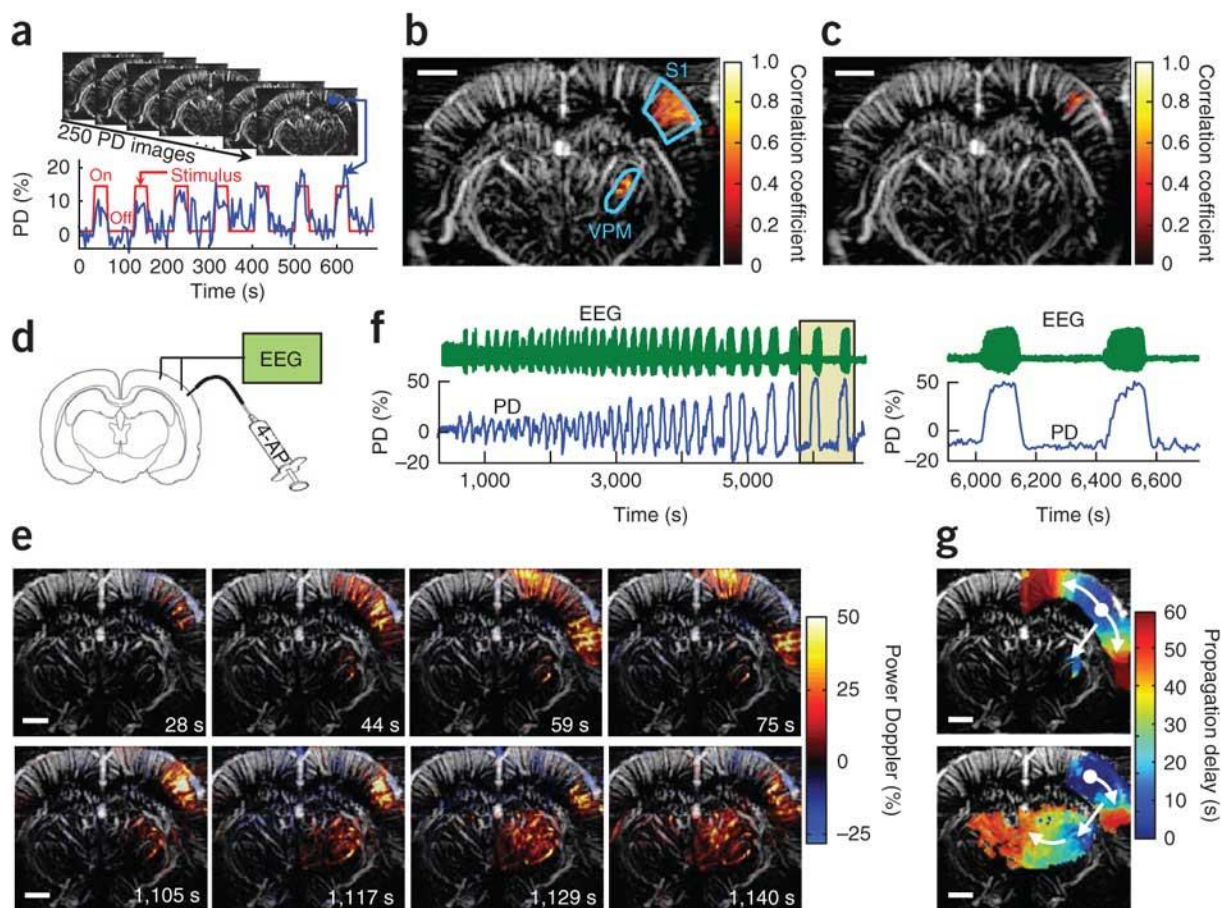 a
250 PD images
...
PD (%)
20
10
0
On
Off
Stimulus
0 100 200 300 400 500 600
Time (s)
b
S1
VPM
1.0
0.8
0.6
0.4
0.2
0
Correlation coefficient
c
1.0
0.8
0.6
0.4
0.2
0
Correlation coefficient
d
EEG
4-AP
f
EEG
PD (%)
50
0
–20
PD
1,000 3,000 5,000
Time (s)
EEG
PD (%)
50
0
–20
PD
6,000 6,200 6,400 6,600
Time (s)
e
28 s
44 s
59 s
75 s
1,105 s
1,117 s
1,129 s
1,140 s
50
25
0
–25
Power Doppler (%)
g
60
50
40
30
20
10
0
Propagation delay (s)